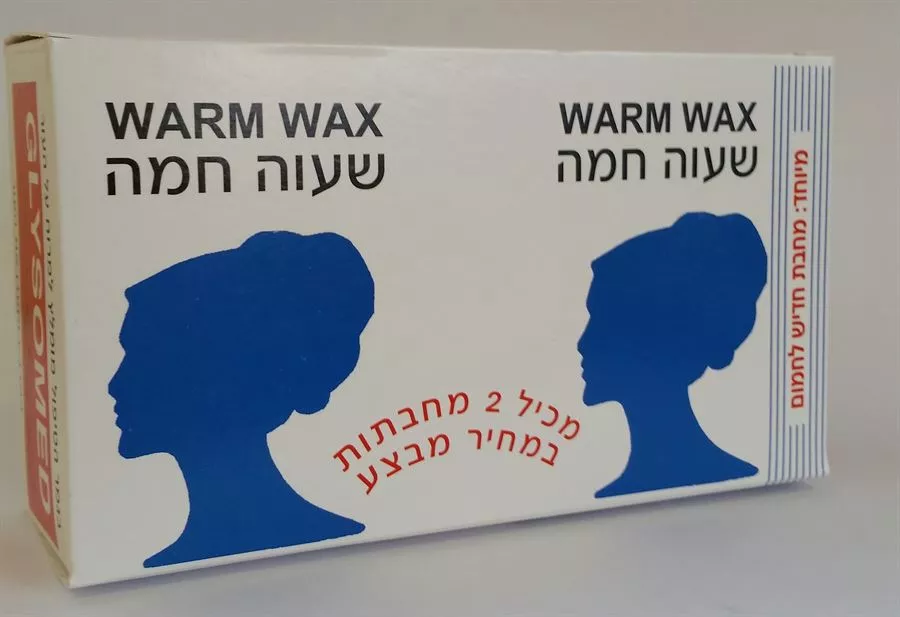 WARM WAX
שעוה חמה
WARM WAX
שעוה חמה
מכיל 2 מחבתות
במחיר מבצע
מיוחד: מחבת חדיש לחמום
GLYSOMED